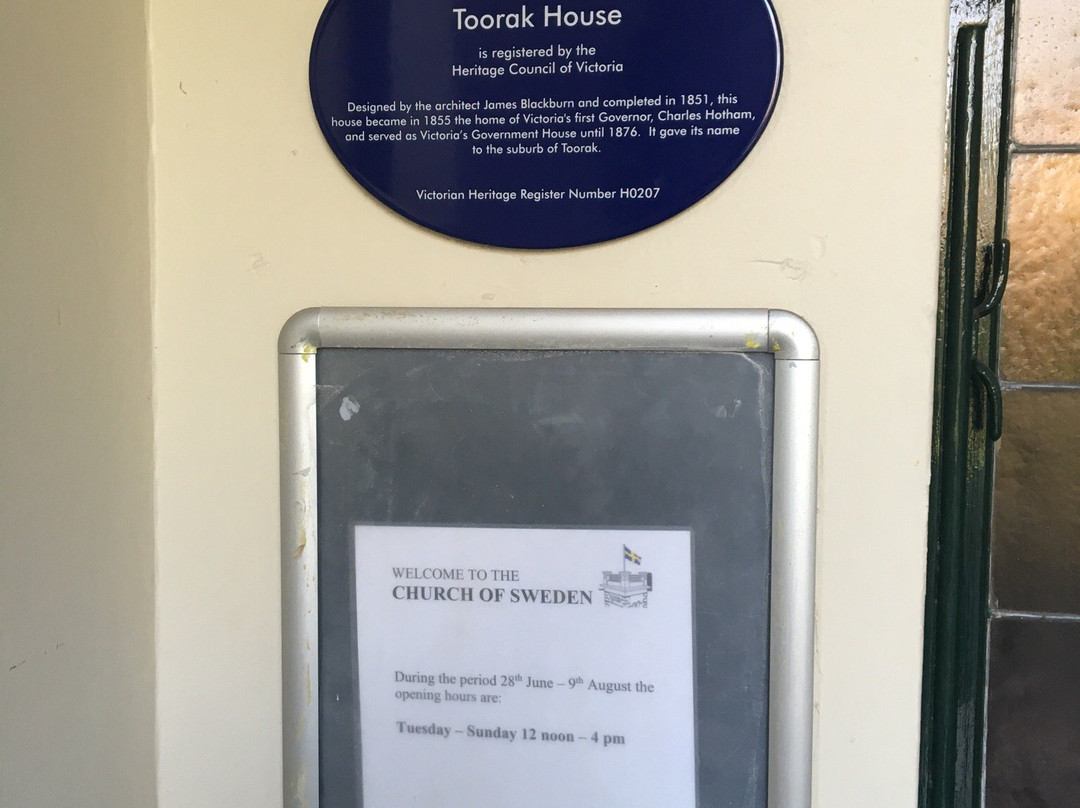 Toorak House
is registered by the
Heritage Council of Victoria
Designed by the architect James Blackburn and completed in 1851, this
house became in 1855 the home of Victoria's first Governor, Charles Hotham,
and served as Victoria's Government House until 1876. It gave its name
to the suburb of Toorak.
Victorian Heritage Register Number H0207
WELCOME TO THE
CHURCH OF SWEDEN
During the period 28th June – 9th August the
opening hours are:
Tuesday – Sunday 12 noon – 4 pm